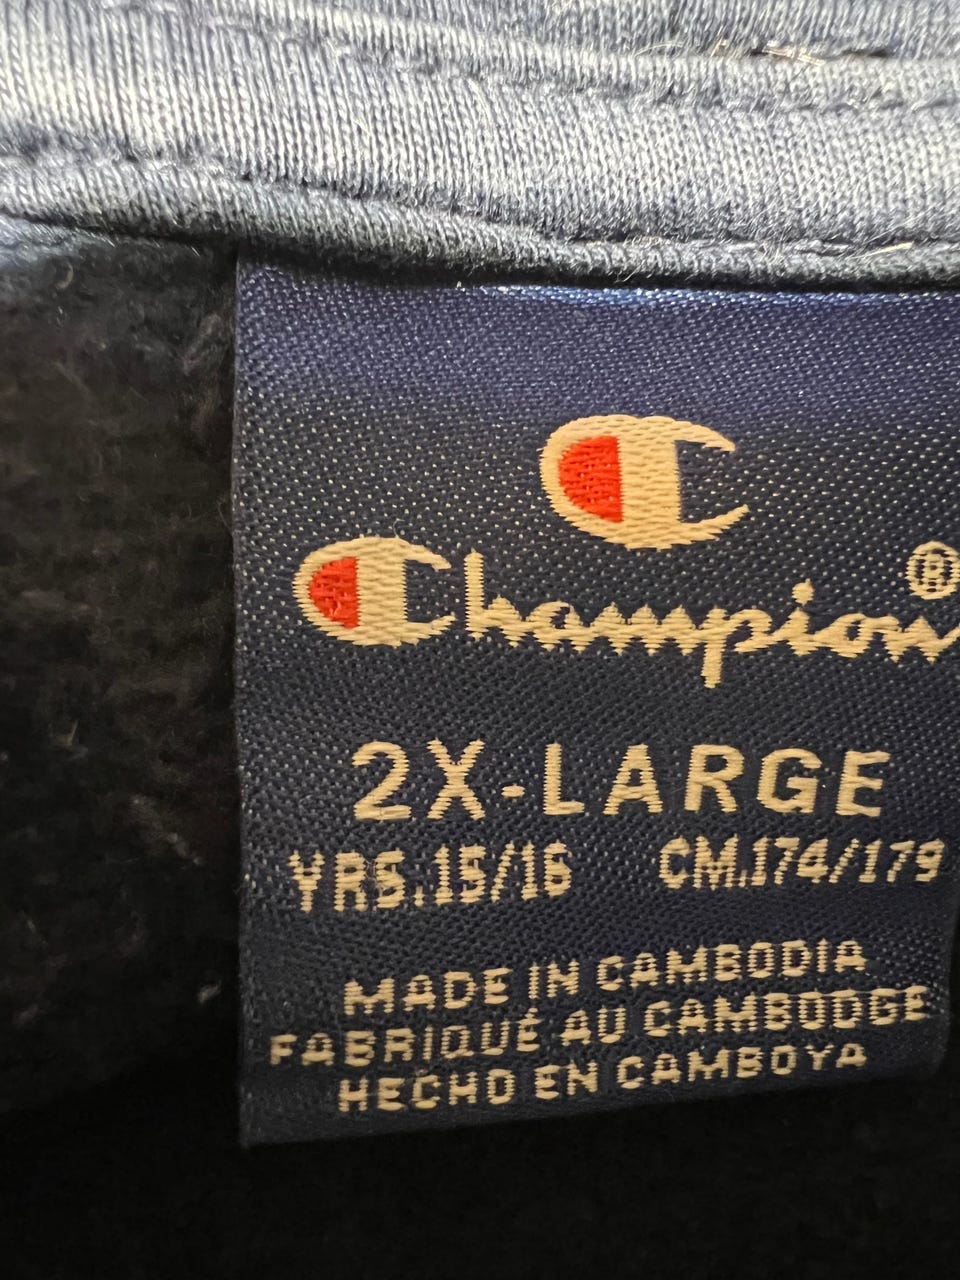 Champion®
2X-LARGE
YRS.15/16 CM.174/179
MADE IN CAMBODIA
FABRIQUÉ AU CAMBODGE
HECHO EN CAMBOYA